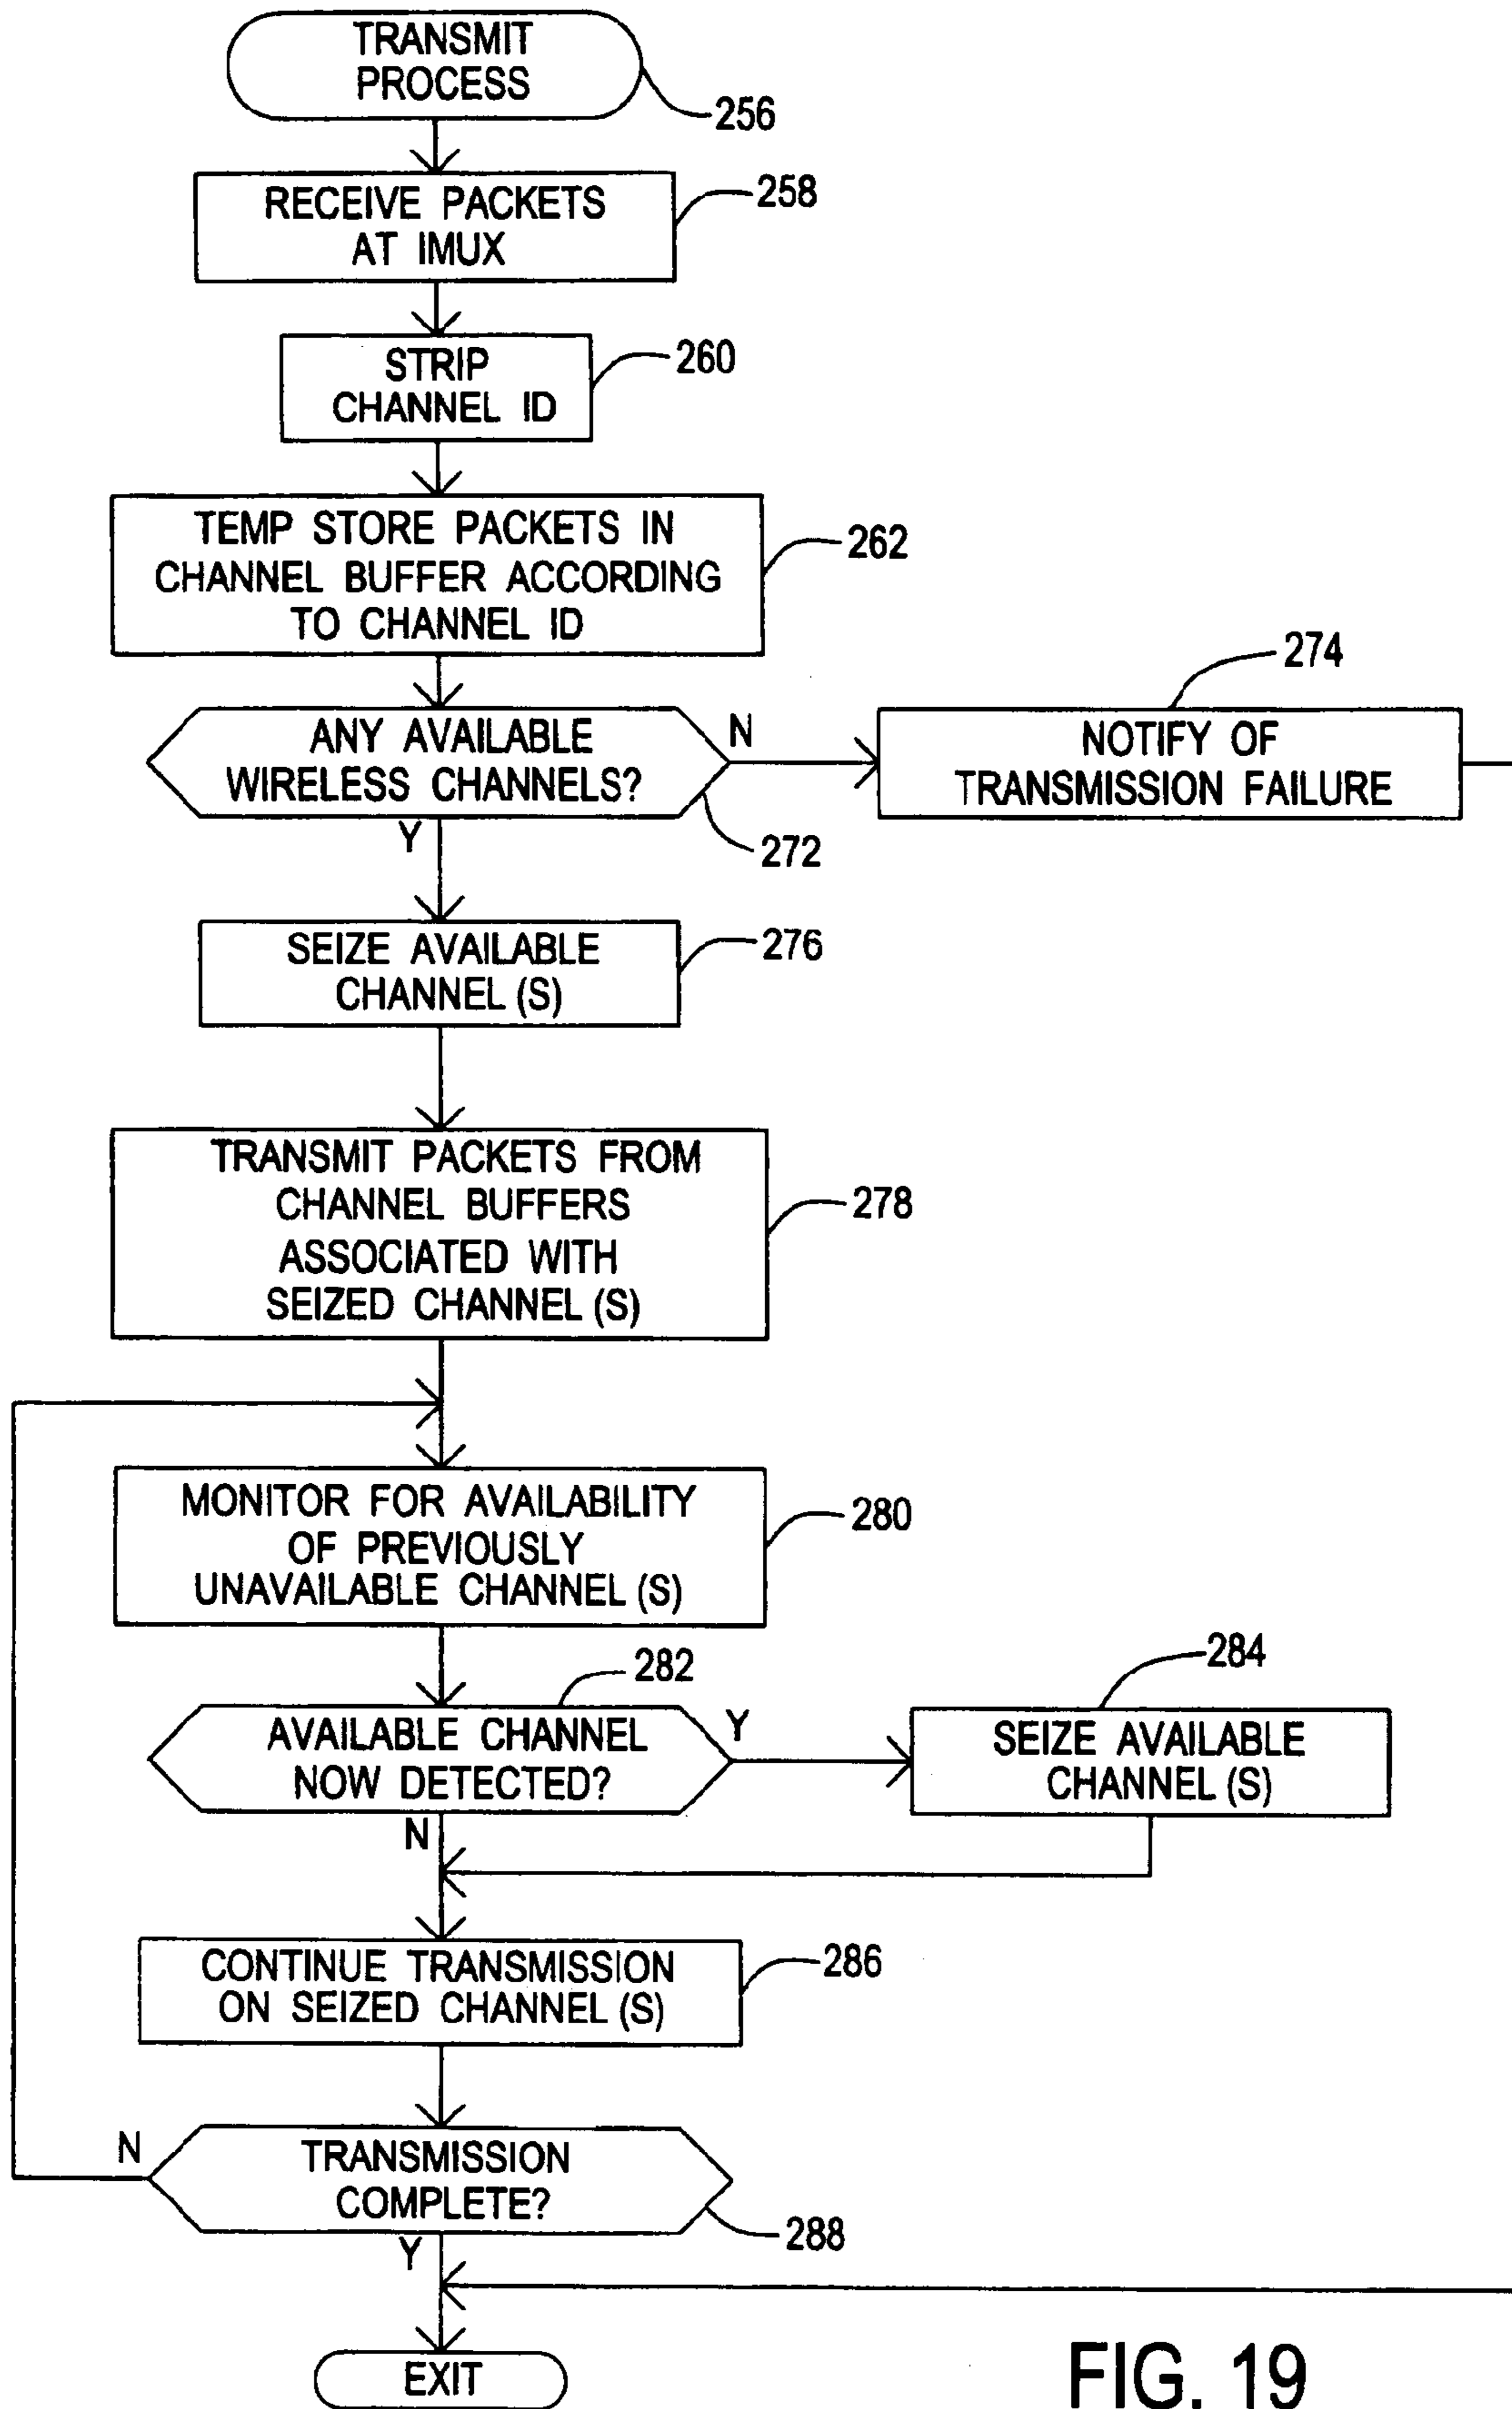 TRANSMIT
PROCESS
256
RECEIVE PACKETS
AT IMUX
258
STRIP
CHANNEL ID
260
TEMP STORE PACKETS IN
CHANNEL BUFFER ACCORDING
TO CHANNEL ID
262
ANY AVAILABLE
WIRELESS CHANNELS?
N
272
Y
NOTIFY OF
TRANSMISSION FAILURE
274
SEIZE AVAILABLE
CHANNEL (S)
276
TRANSMIT PACKETS FROM
CHANNEL BUFFERS
ASSOCIATED WITH
SEIZED CHANNEL (S)
278
MONITOR FOR AVAILABILITY
OF PREVIOUSLY
UNAVAILABLE CHANNEL (S)
280
282
AVAILABLE CHANNEL
NOW DETECTED?
Y
N
284
SEIZE AVAILABLE
CHANNEL (S)
CONTINUE TRANSMISSION
ON SEIZED CHANNEL (S)
286
N
TRANSMISSION
COMPLETE?
288
Y
EXIT
FIG. 19